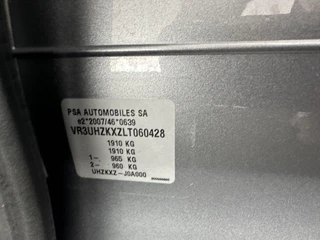 PSA AUTOMOBILES SA
e2*2007/46*0639
VR3UHZKXZLT060428
1910 KG
1910 KG
1-. 965 KG
2- 960 KG
UHZKXZ-J0A000